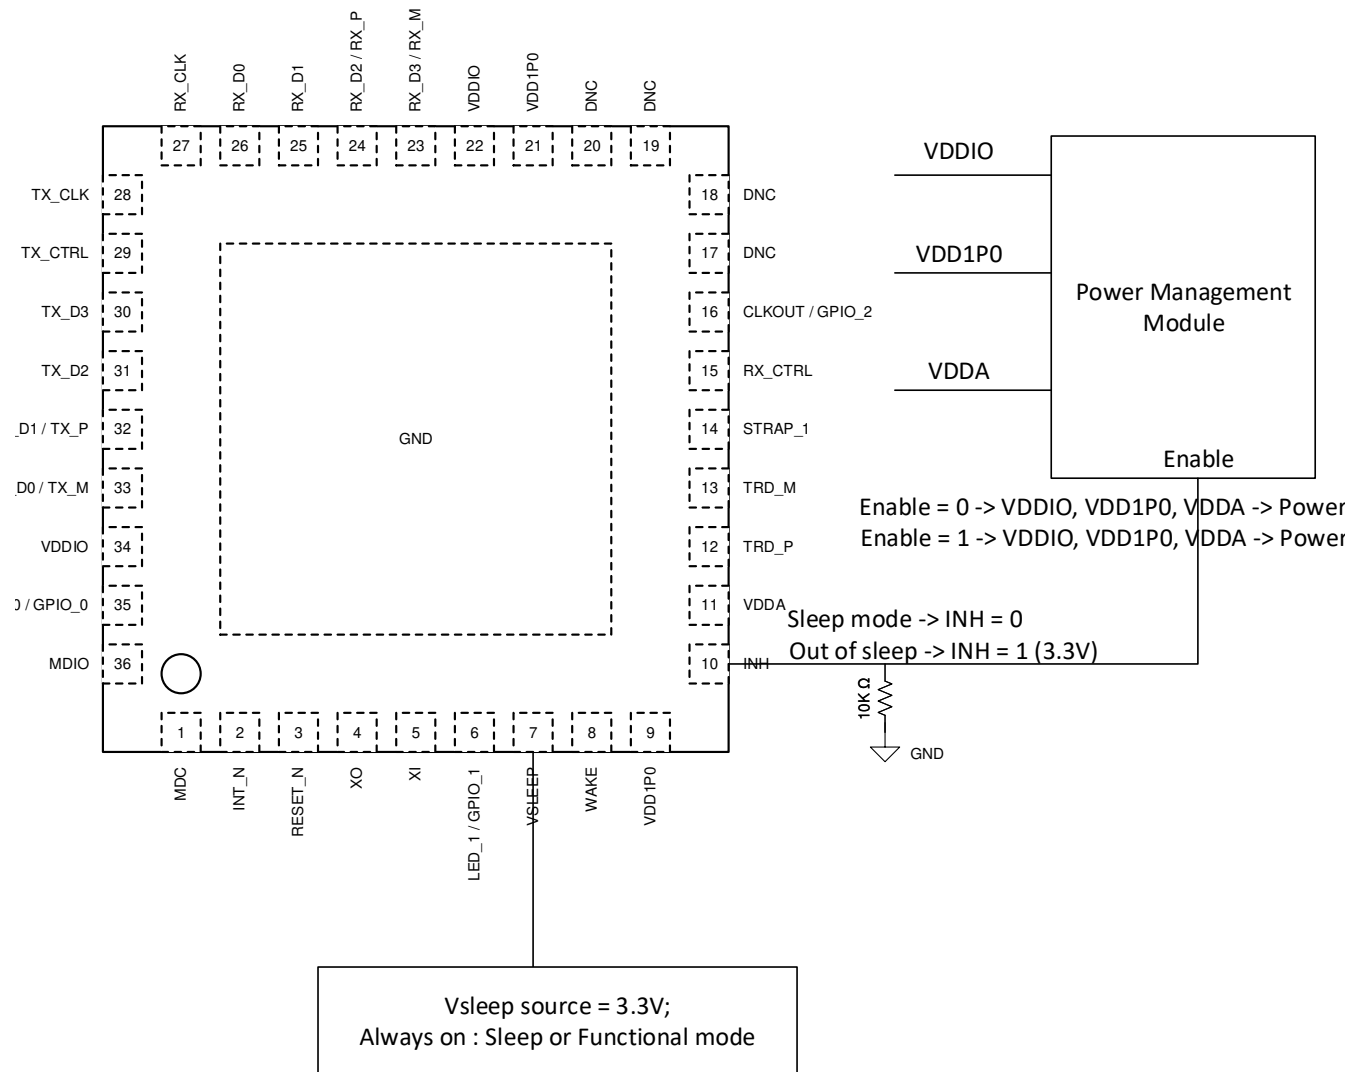 RX_CLK
RX_D0
RX_D1
RX_D2 / RX_P
RX_D3 / RX_M
VDDIO
VDD1P0
DNC
DNC
27
26
25
24
23
22
21
20
19
TX_CLK
28
TX_CTRL
29
TX_D3
30
TX_D2
31
_D1 / TX_P
32
_D0 / TX_M
33
VDDIO
34
/ GPIO_0
35
MDIO
36
GND
18
DNC
17
DNC
16
CLKOUT / GPIO_2
15
RX_CTRL
14
STRAP_1
13
TRD_M
12
TRD_P
11
VDDA
10
INH
1
2
3
4
5
6
7
8
9
MDC
INT_N
RESET_N
XO
XI
LED_1 / GPIO_1
VSLEEP
WAKE
VDD1P0
VDDIO
VDD1P0
VDDA
Power Management
Module
Enable
Enable = 0 -> VDDIO, VDD1P0, VDDA -> Power
Enable = 1 -> VDDIO, VDD1P0, VDDA -> Power
Sleep mode -> INH = 0
Out of sleep -> INH = 1 (3.3V)
10K Ω
GND
Vsleep source = 3.3V;
Always on : Sleep or Functional mode